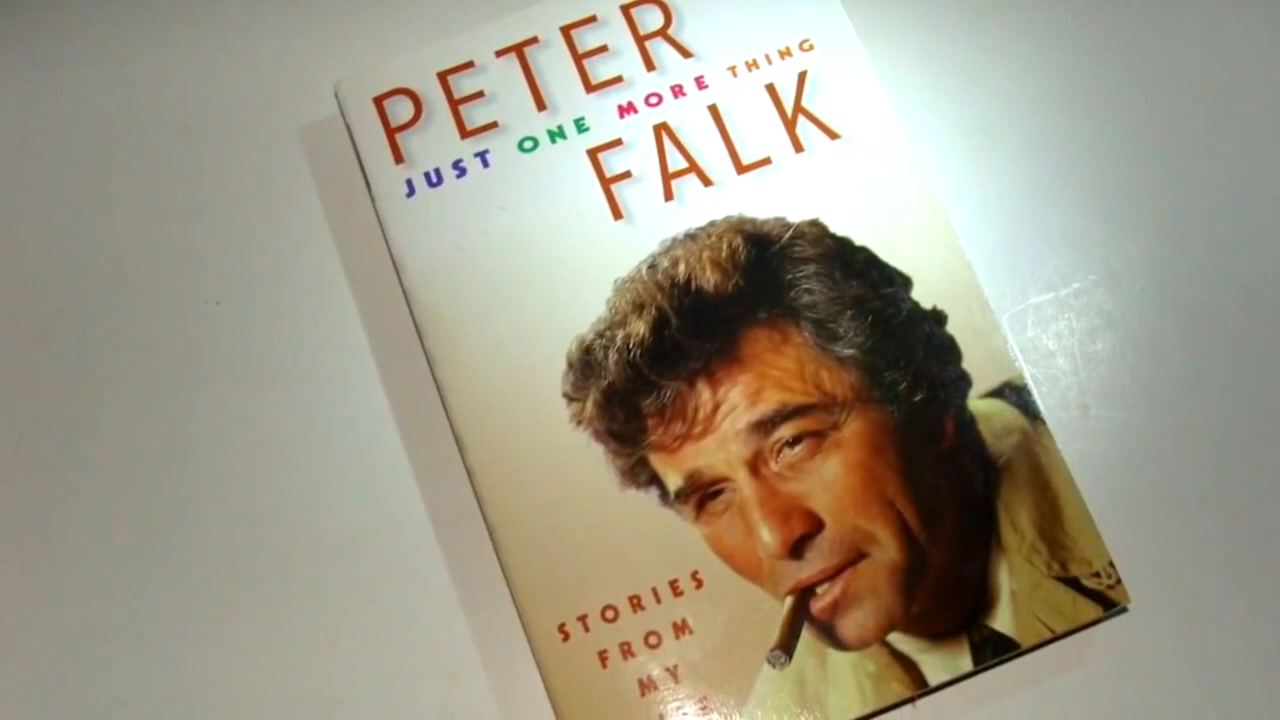 PETER
JUST ONE MORE THING
FALK
STORIES
FROM
MY